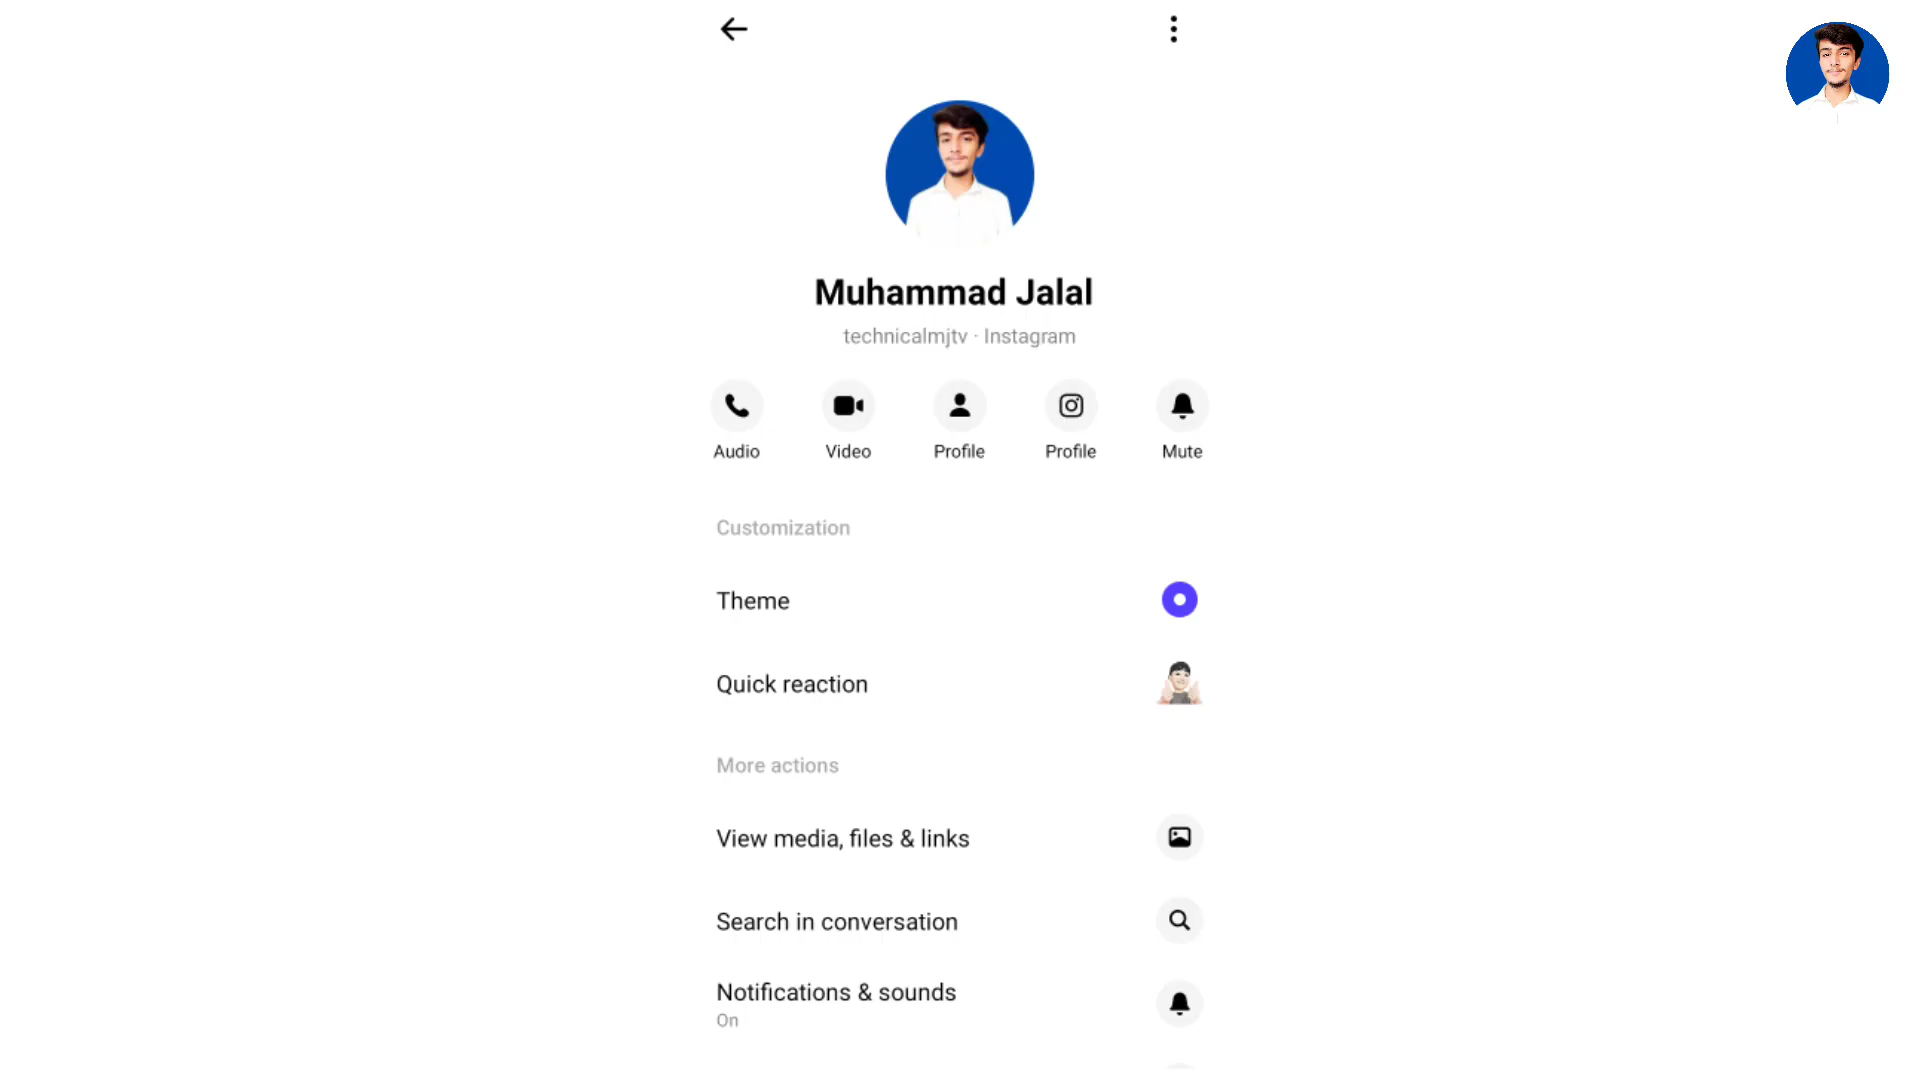 Muhammad Jalal
technicalmjtv · Instagram
Audio Video Profile Profile Mute
Customization
Theme
Quick reaction
More actions
View media, files & links
Search in conversation
Notifications & sounds
On